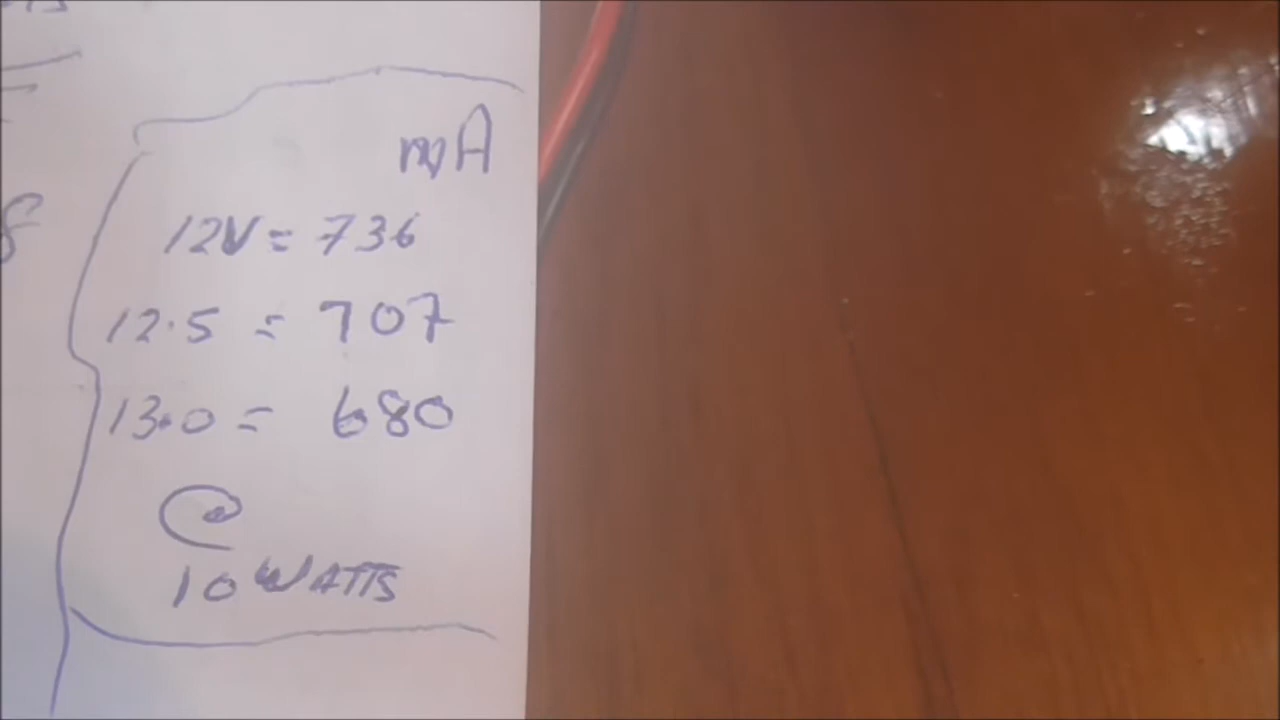 mA
12V = 736
12.5 = 707
13.0 = 680
@
10 WATTS